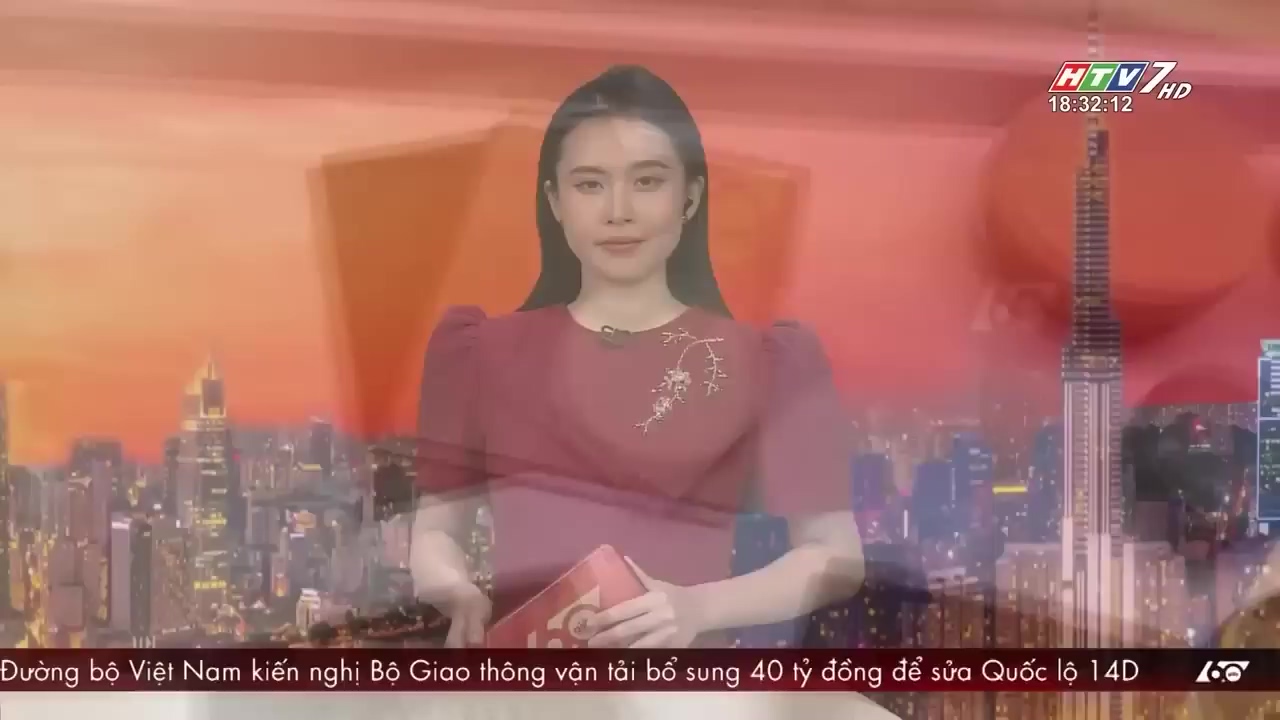 HTV7 HD
18:32:12
Đường bộ Việt Nam kiến nghị Bộ Giao thông vận tải bổ sung 40 tỷ đồng để sửa Quốc lộ 14D
60